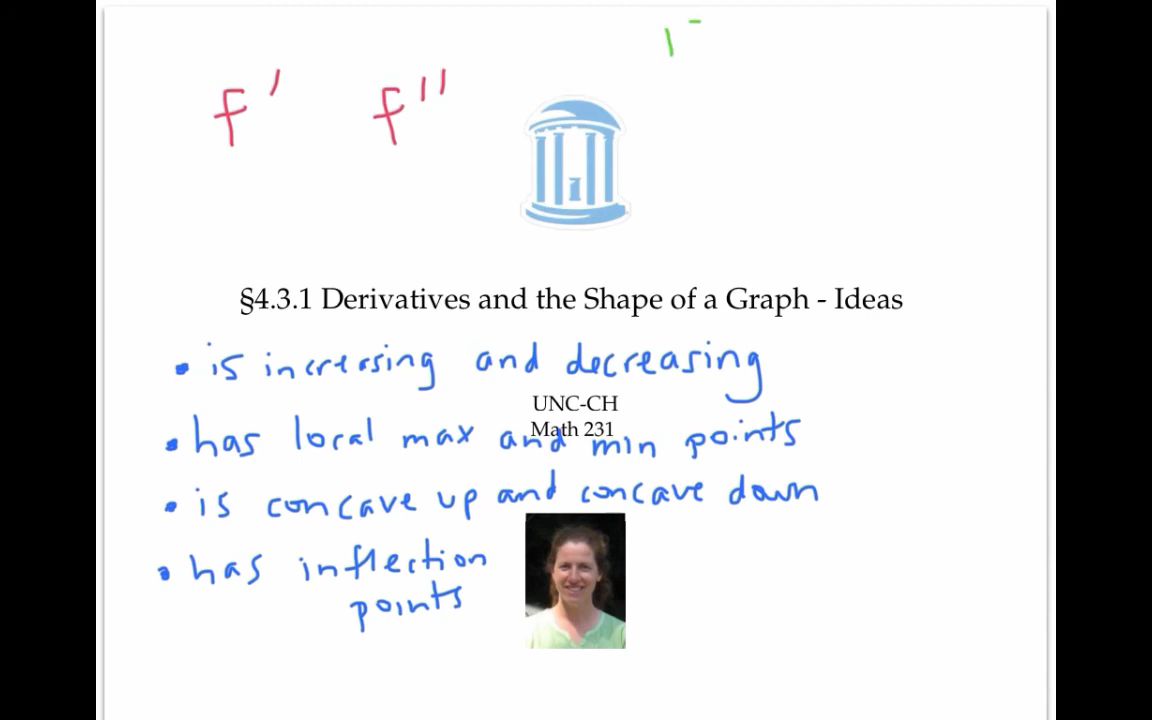 f' f''
§4.3.1 Derivatives and the Shape of a Graph - Ideas
• is increasing and decreasing
UNC-CH
Math 231
• has local max and min points
• is concave up and concave down
• has inflection
points